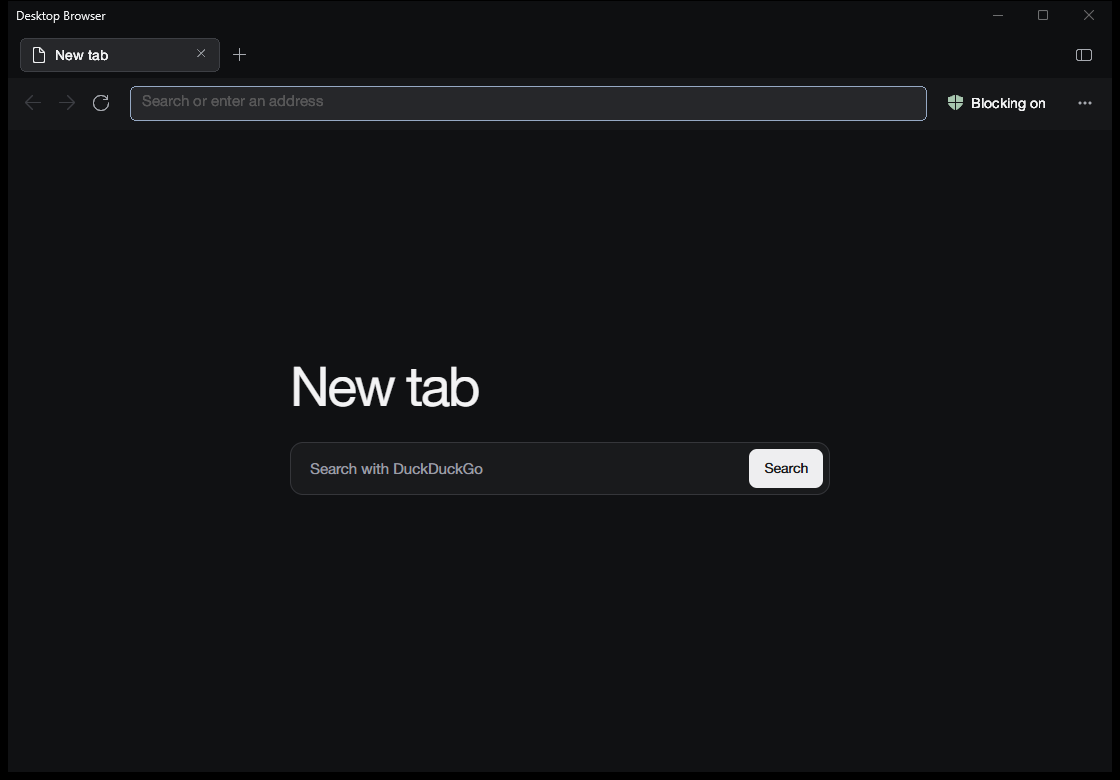 Desktop Browser
New tab
Search or enter an address
Blocking on
New tab
Search with DuckDuckGo
Search